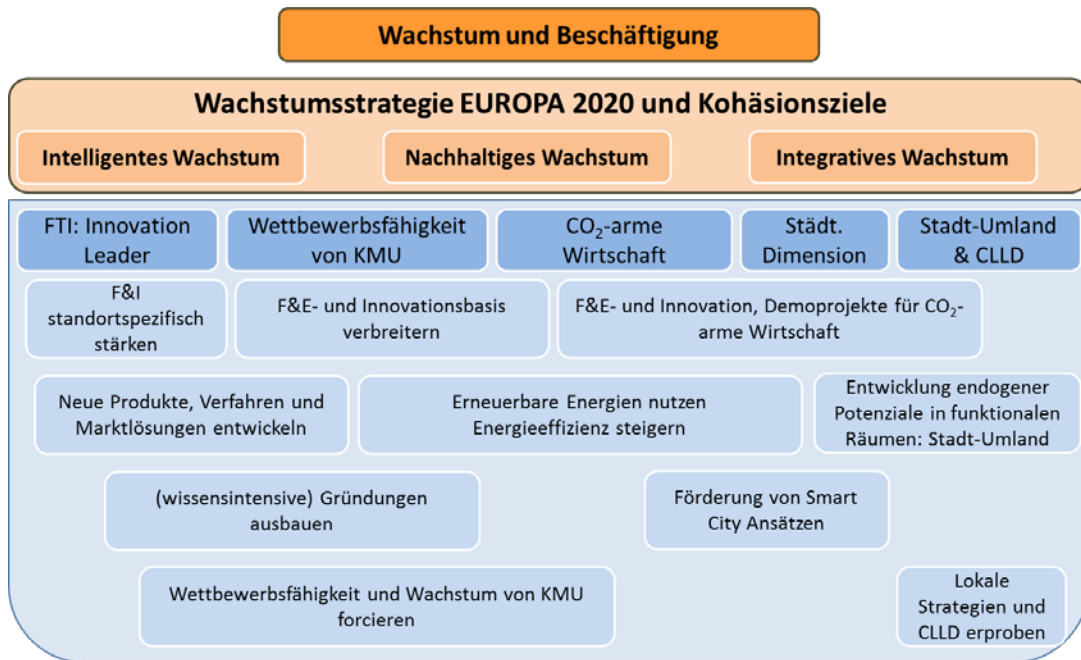 Wachstum und Beschäftigung
Wachstumsstrategie EUROPA 2020 und Kohäsionsziele
Intelligentes Wachstum
Nachhaltiges Wachstum
Integratives Wachstum
FTI: Innovation
Leader
Wettbewerbsfähigkeit
von KMU
CO₂-arme
Wirtschaft
Städt.
Dimension
Stadt-Umland
& CLLD
F&I
standortspezifisch
stärken
F&E- und Innovationsbasis
verbreitern
F&E- und Innovation, Demoprojekte für CO₂-
arme Wirtschaft
Neue Produkte, Verfahren und
Marktlösungen entwickeln
Erneuerbare Energien nutzen
Energieeffizienz steigern
Entwicklung endogener
Potenziale in funktionalen
Räumen: Stadt-Umland
(wissensintensive) Gründungen
ausbauen
Förderung von Smart
City Ansätzen
Wettbewerbsfähigkeit und Wachstum von KMU
forcieren
Lokale
Strategien und
CLLD erproben